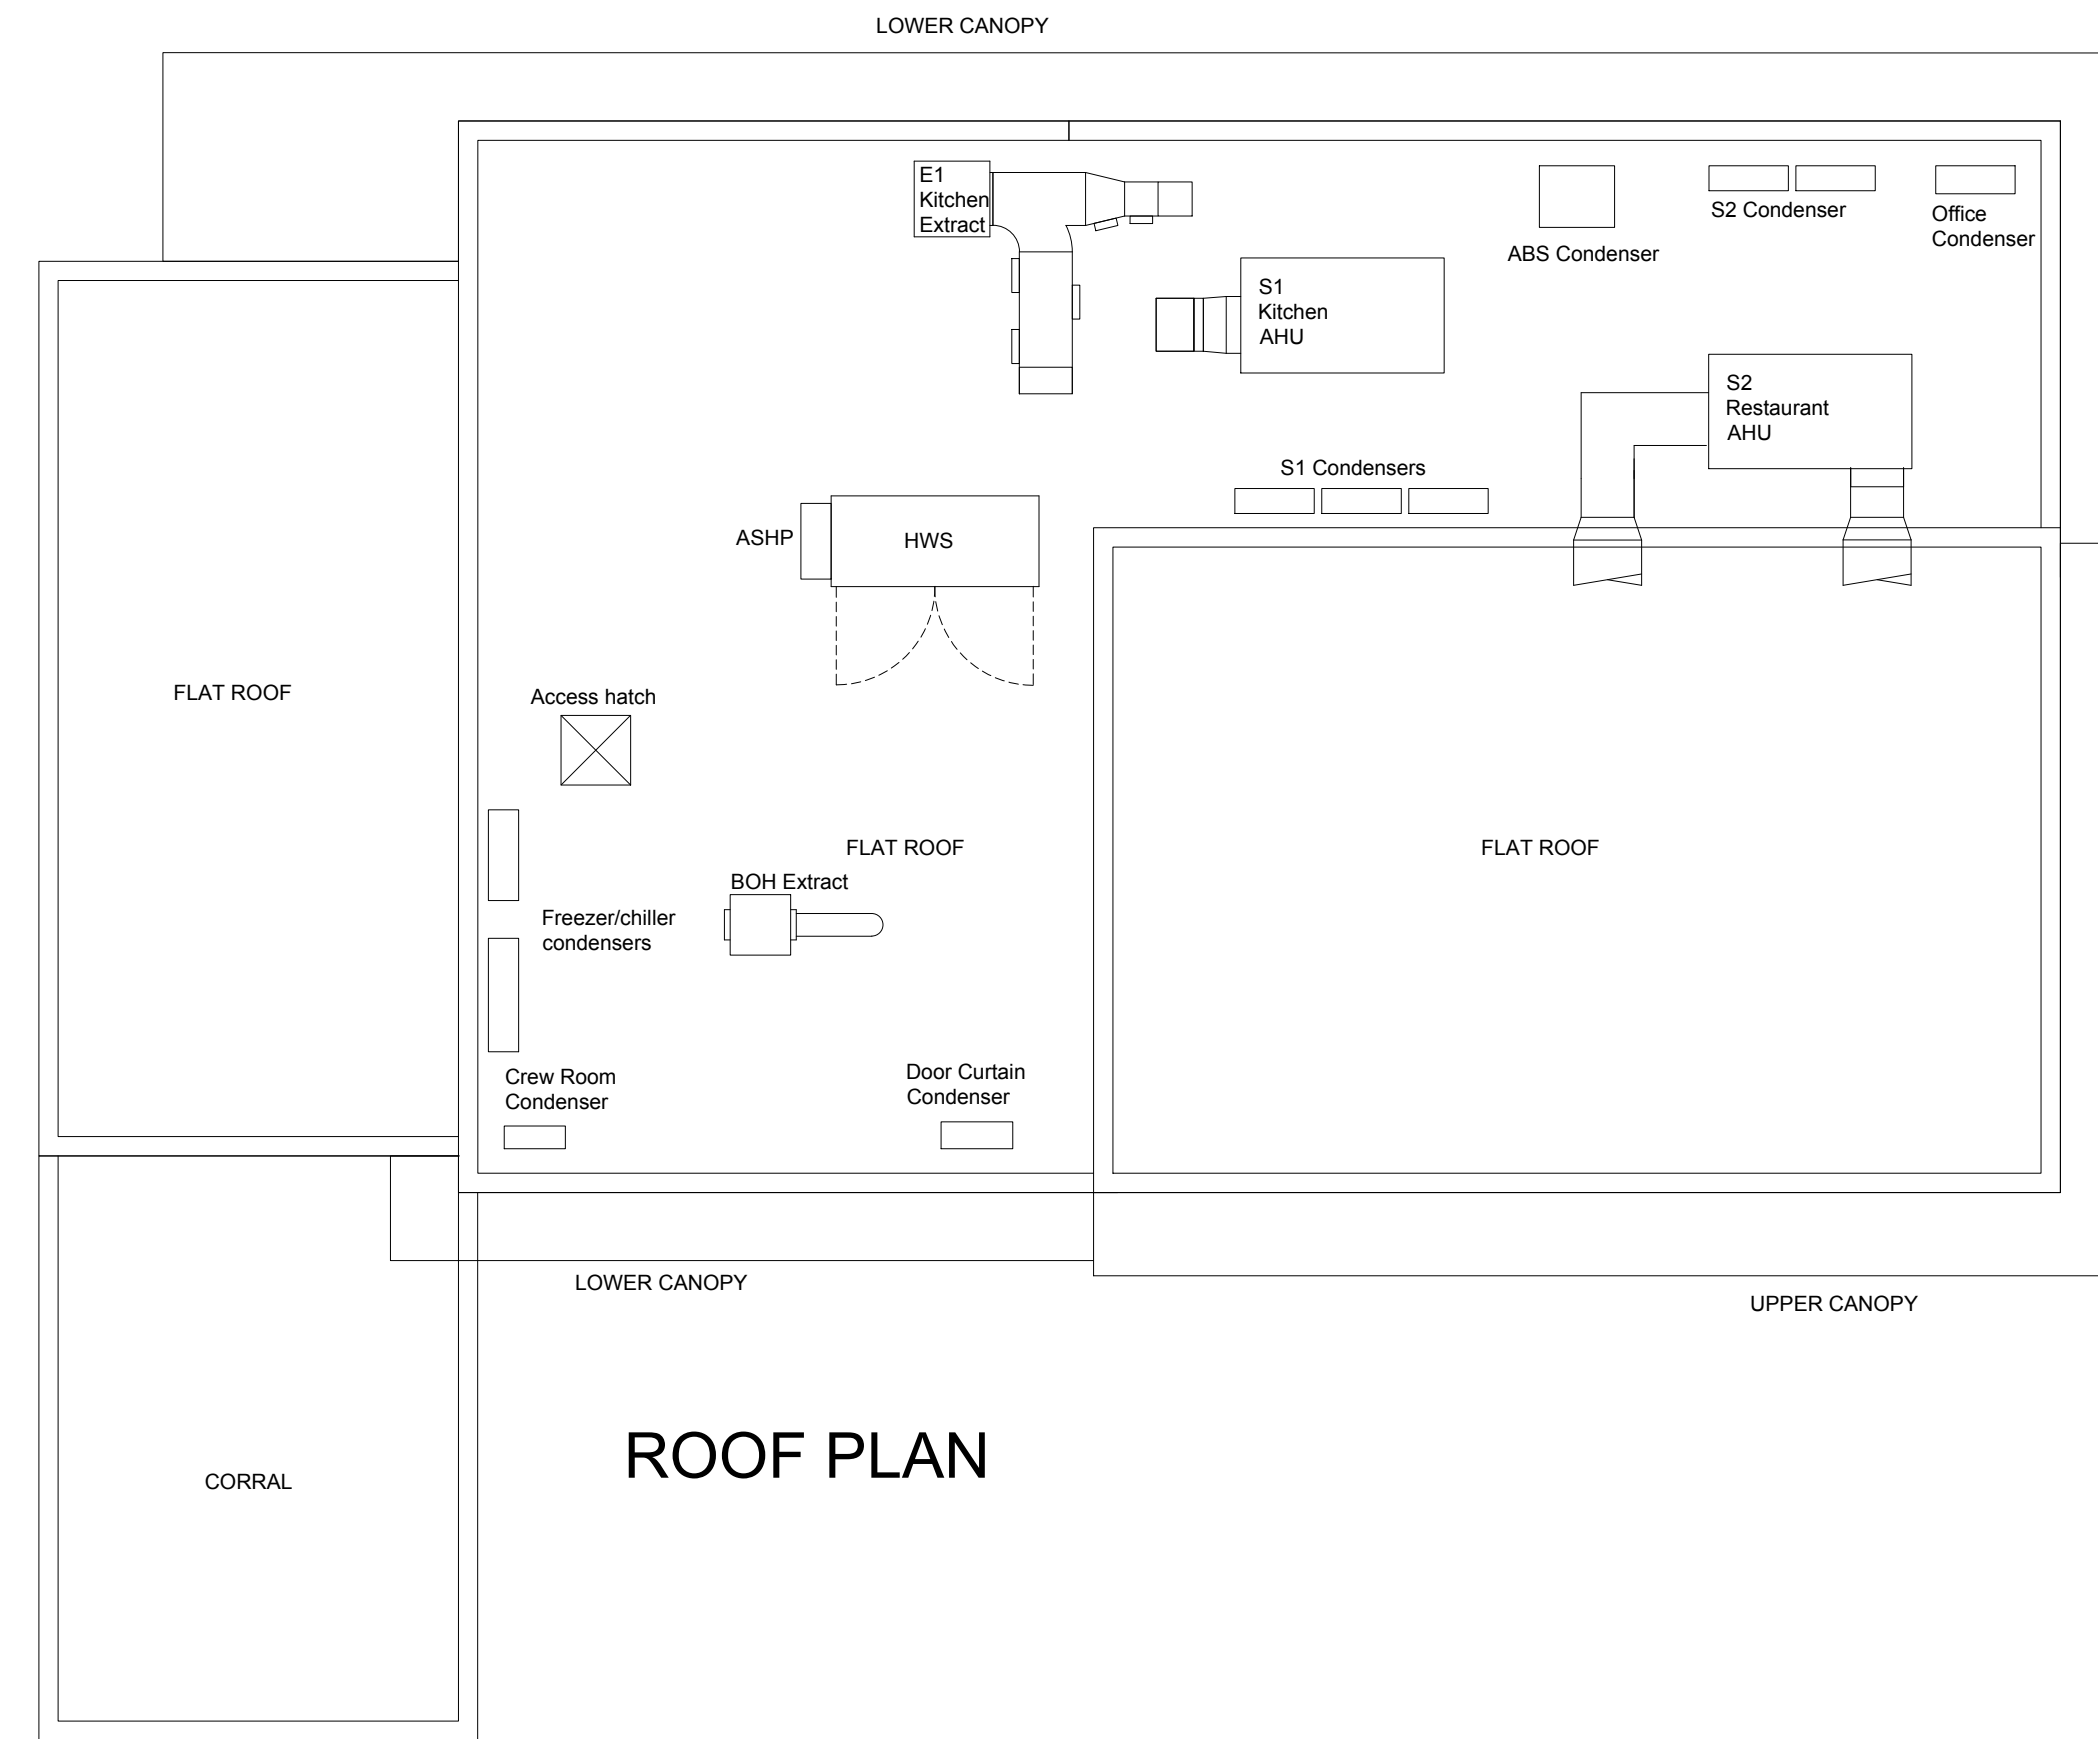 LOWER CANOPY
E1
Kitchen
Extract
S2 Condenser
Office
Condenser
ABS Condenser
S1
Kitchen
AHU
S2
Restaurant
AHU
S1 Condensers
ASHP
HWS
FLAT ROOF
Access hatch
FLAT ROOF
FLAT ROOF
BOH Extract
Freezer/chiller
condensers
Crew Room
Condenser
Door Curtain
Condenser
LOWER CANOPY
UPPER CANOPY
ROOF PLAN
CORRAL